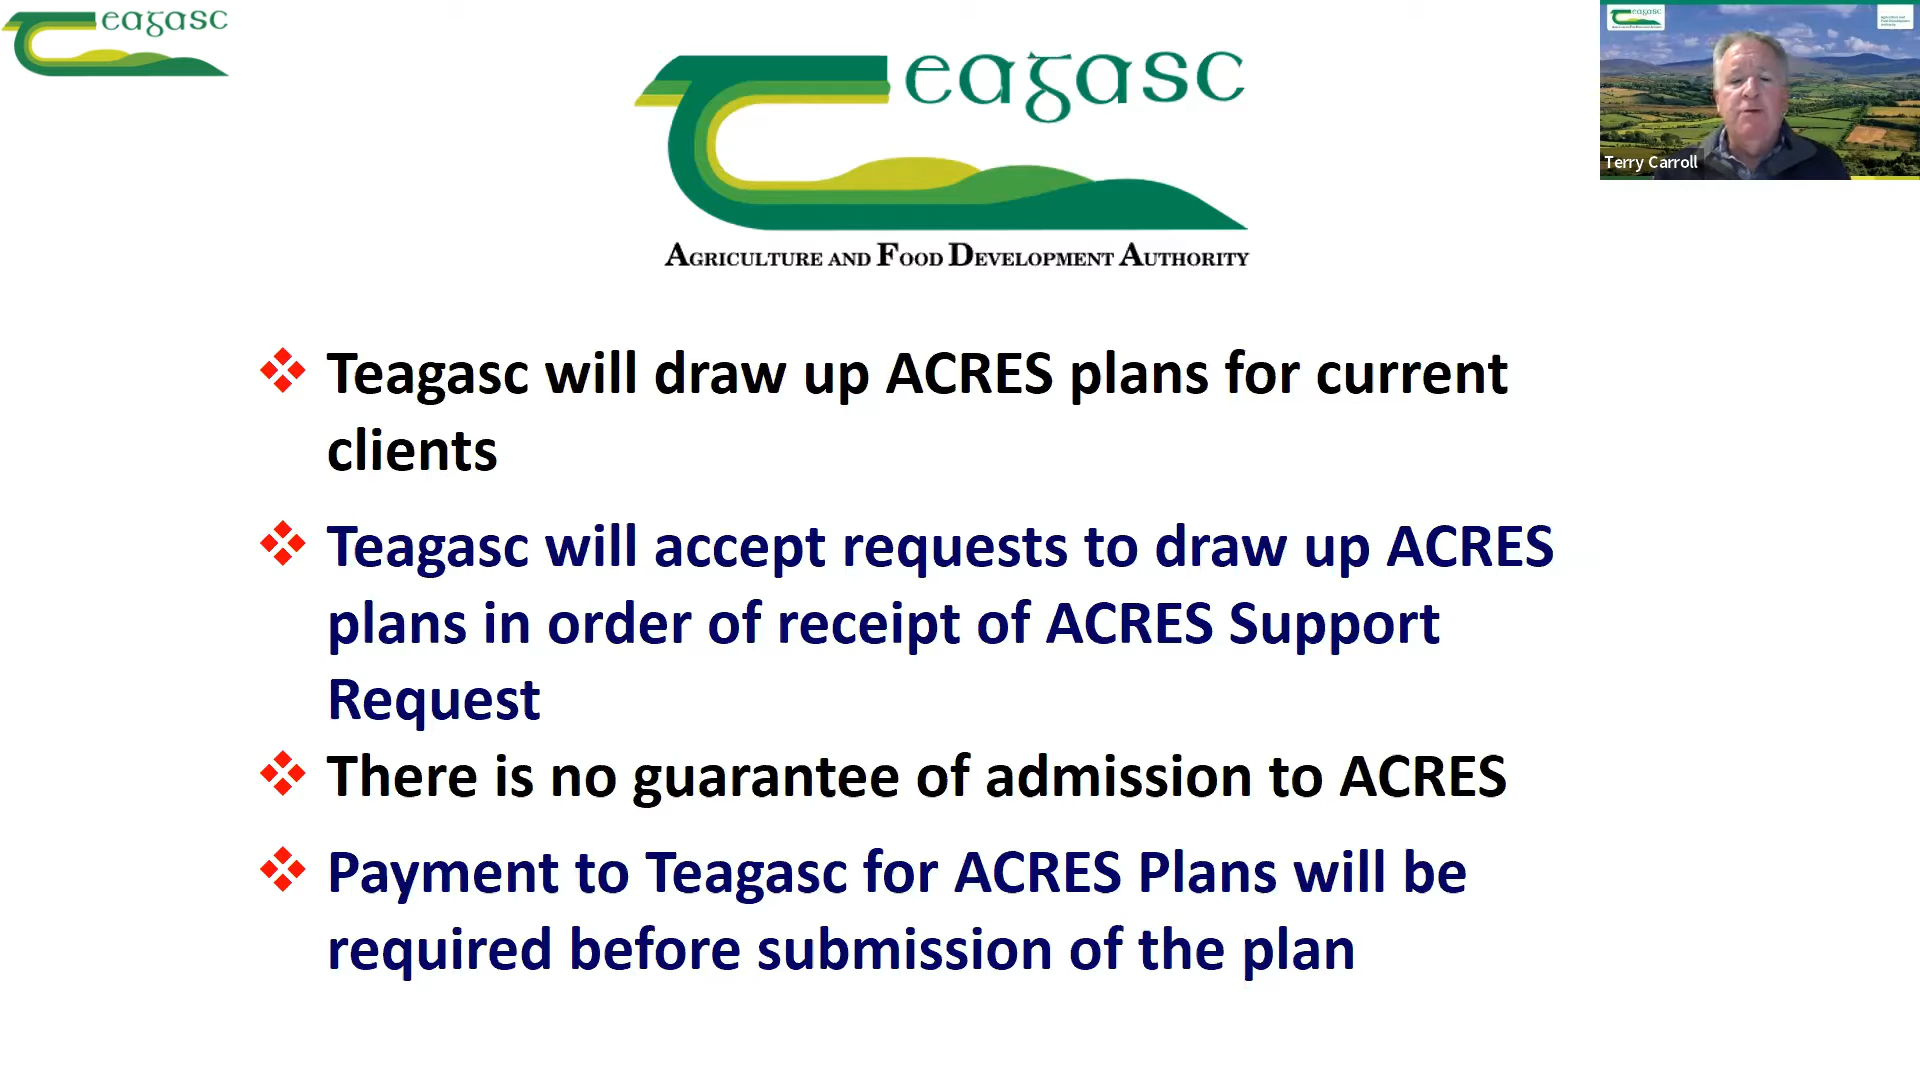 eagasc
eagasc
AGRICULTURE AND FOOD DEVELOPMENT AUTHORITY
eagasc
Terry Carroll
Teagasc will draw up ACRES plans for current
clients
Teagasc will accept requests to draw up ACRES
plans in order of receipt of ACRES Support
Request
There is no guarantee of admission to ACRES
Payment to Teagasc for ACRES Plans will be
required before submission of the plan